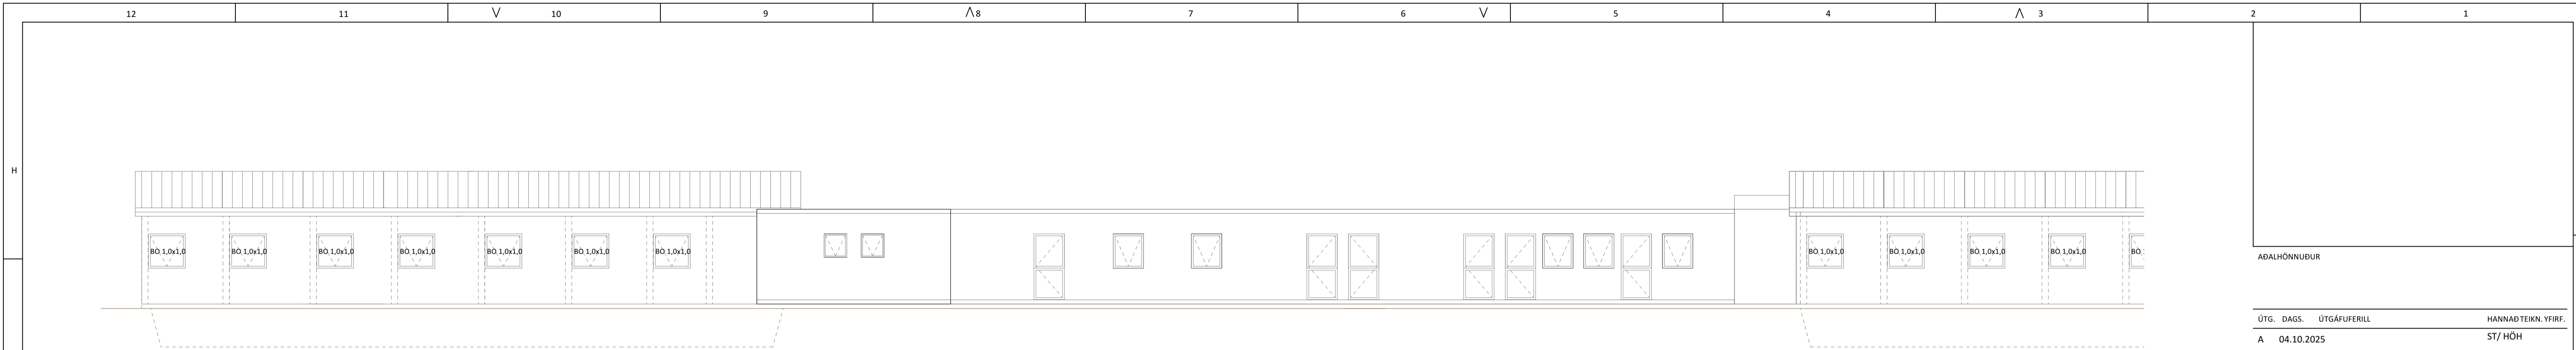 12 11 10 9 8 7 6 5 4 3 2 1
H
BO 1,0x1,0 BO 1,0x1,0 BO 1,0x1,0 BO 1,0x1,0 BO 1,0x1,0 BO 1,0x1,0 BO 1,0x1,0 BO 1,0x1,0 BO 1,0x1,0 BO 1,0x1,0 BO 1,0x1,0 BO
AÐALHÖNNUÐUR
ÚTG. DAGS. ÚTGÁFUFERILL HANNAÐ TEIKN. YFIRF.
A 04.10.2025 ST/ HÖH